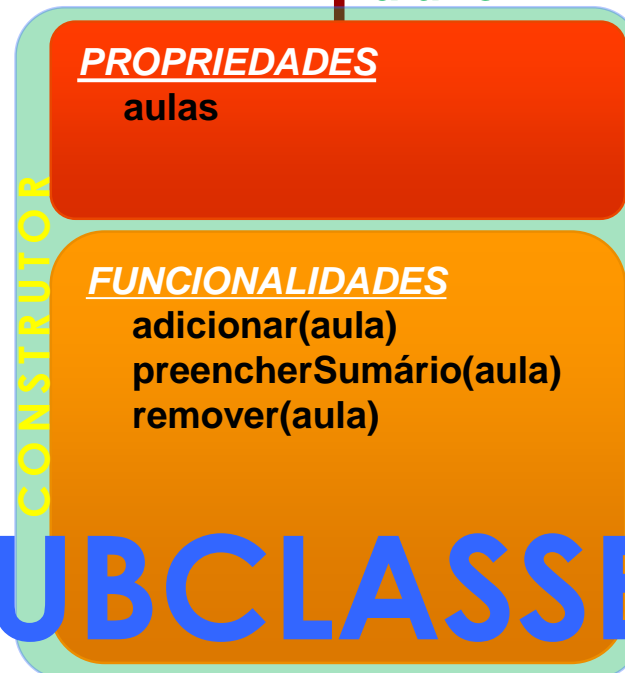 PROPRIEDADES
aulas
CONSTRUTOR
FUNCIONALIDADES
adicionar(aula)
preencherSumário(aula)
remover(aula)
UBCLASSE